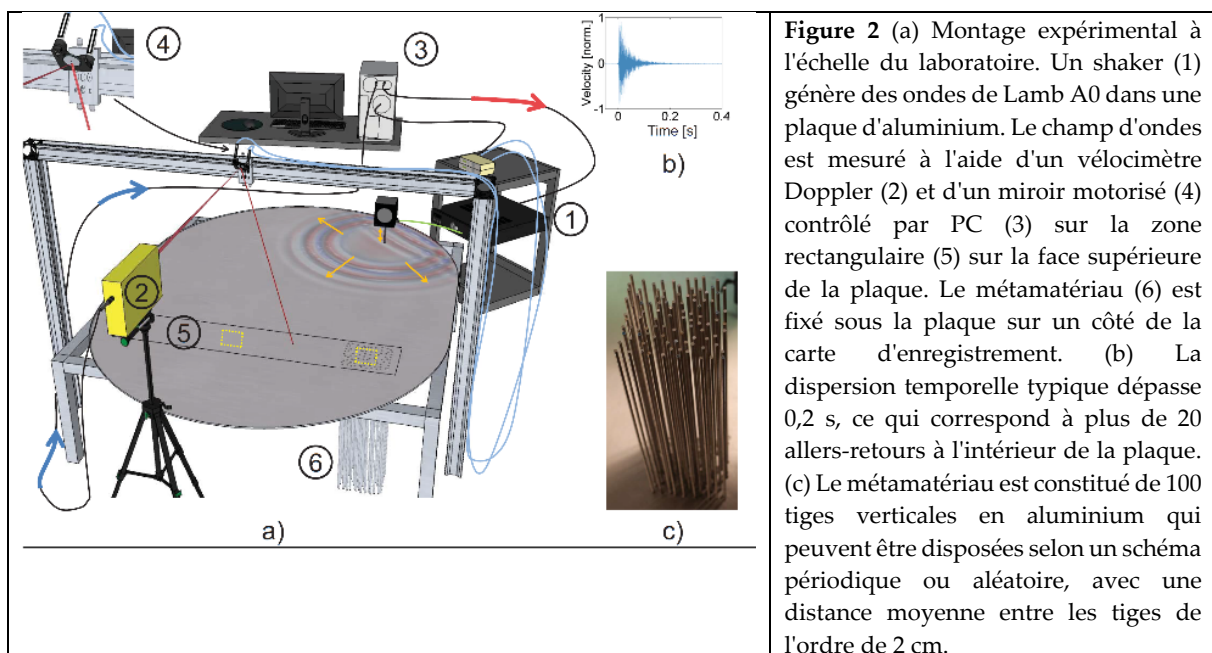 4
3
1
2
5
6
a)
1
0
-1
Velocity [norm.]
0
0.2
0.4
Time [s]
b)
c)
Figure 2 (a) Montage expérimental à
l'échelle du laboratoire. Un shaker (1)
génère des ondes de Lamb A0 dans une
plaque d'aluminium. Le champ d'ondes
est mesuré à l'aide d'un vélocimètre
Doppler (2) et d'un miroir motorisé (4)
contrôlé par PC (3) sur la zone
rectangulaire (5) sur la face supérieure
de la plaque. Le métamatériau (6) est
fixé sous la plaque sur un côté de la
carte d'enregistrement. (b) La
dispersion temporelle typique dépasse
0,2 s, ce qui correspond à plus de 20
allers-retours à l'intérieur de la plaque.
(c) Le métamatériau est constitué de 100
tiges verticales en aluminium qui
peuvent être disposées selon un schéma
périodique ou aléatoire, avec une
distance moyenne entre les tiges de
l'ordre de 2 cm.